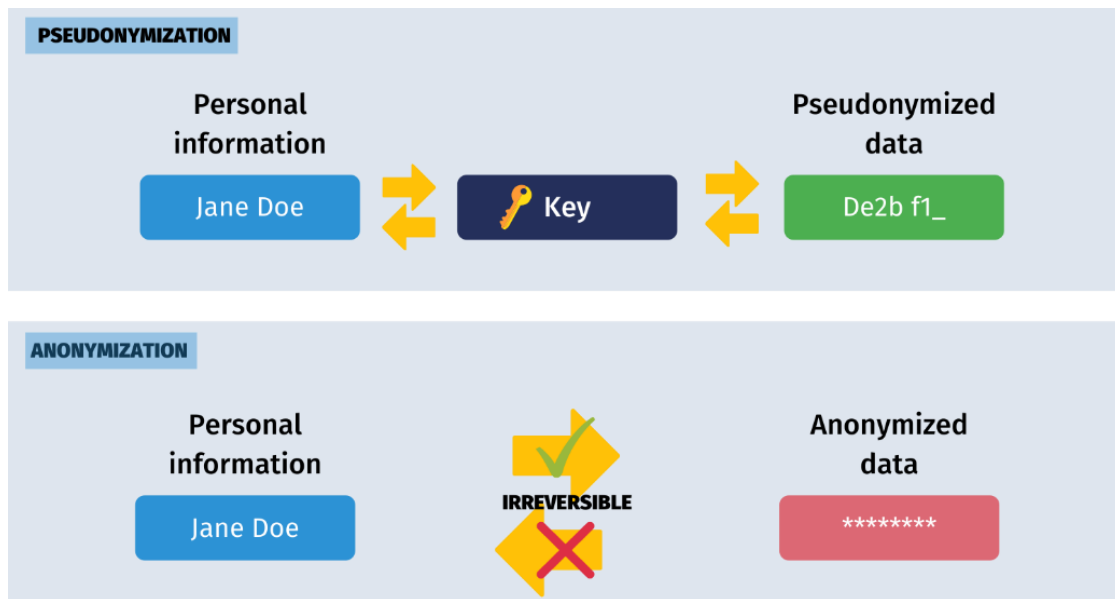 PSEUDONYMIZATION
Personal
information
Pseudonymized
data
Jane Doe
Key
De2b f1_
ANONYMIZATION
Personal
information
Anonymized
data
IRREVERSIBLE
Jane Doe
********